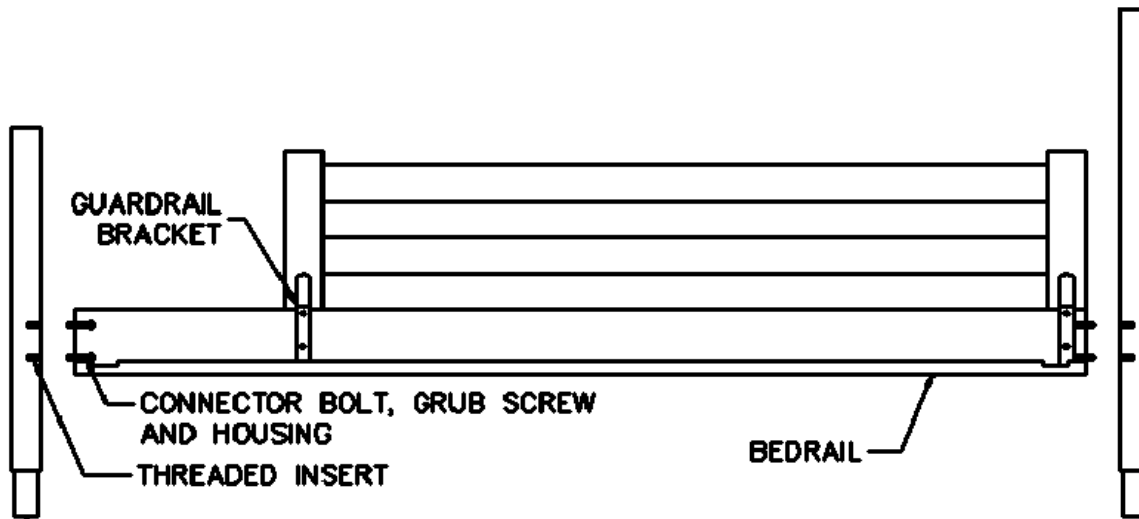 GUARDRAIL
BRACKET
CONNECTOR BOLT, GRUB SCREW
AND HOUSING
BEDRAIL
THREADED INSERT